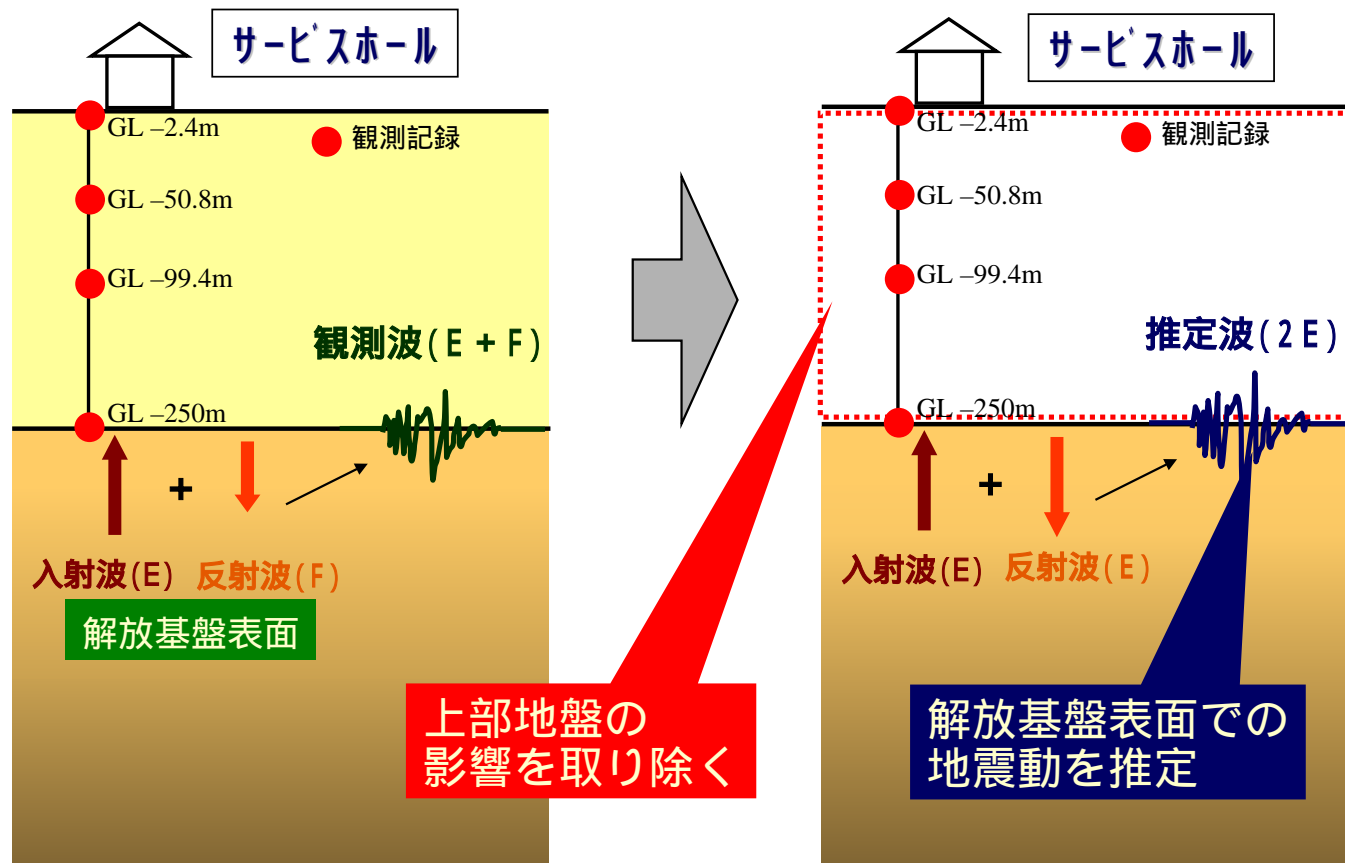 サービスホール
GL –2.4m
観測記録
GL –50.8m
GL –99.4m
観測波(E+F)
GL –250m
+
入射波(E) 反射波(F)
解放基盤表面
サービスホール
GL –2.4m
観測記録
GL –50.8m
GL –99.4m
推定波(2E)
GL –250m
+
入射波(E) 反射波(E)
上部地盤の
影響を取り除く
解放基盤表面での
地震動を推定